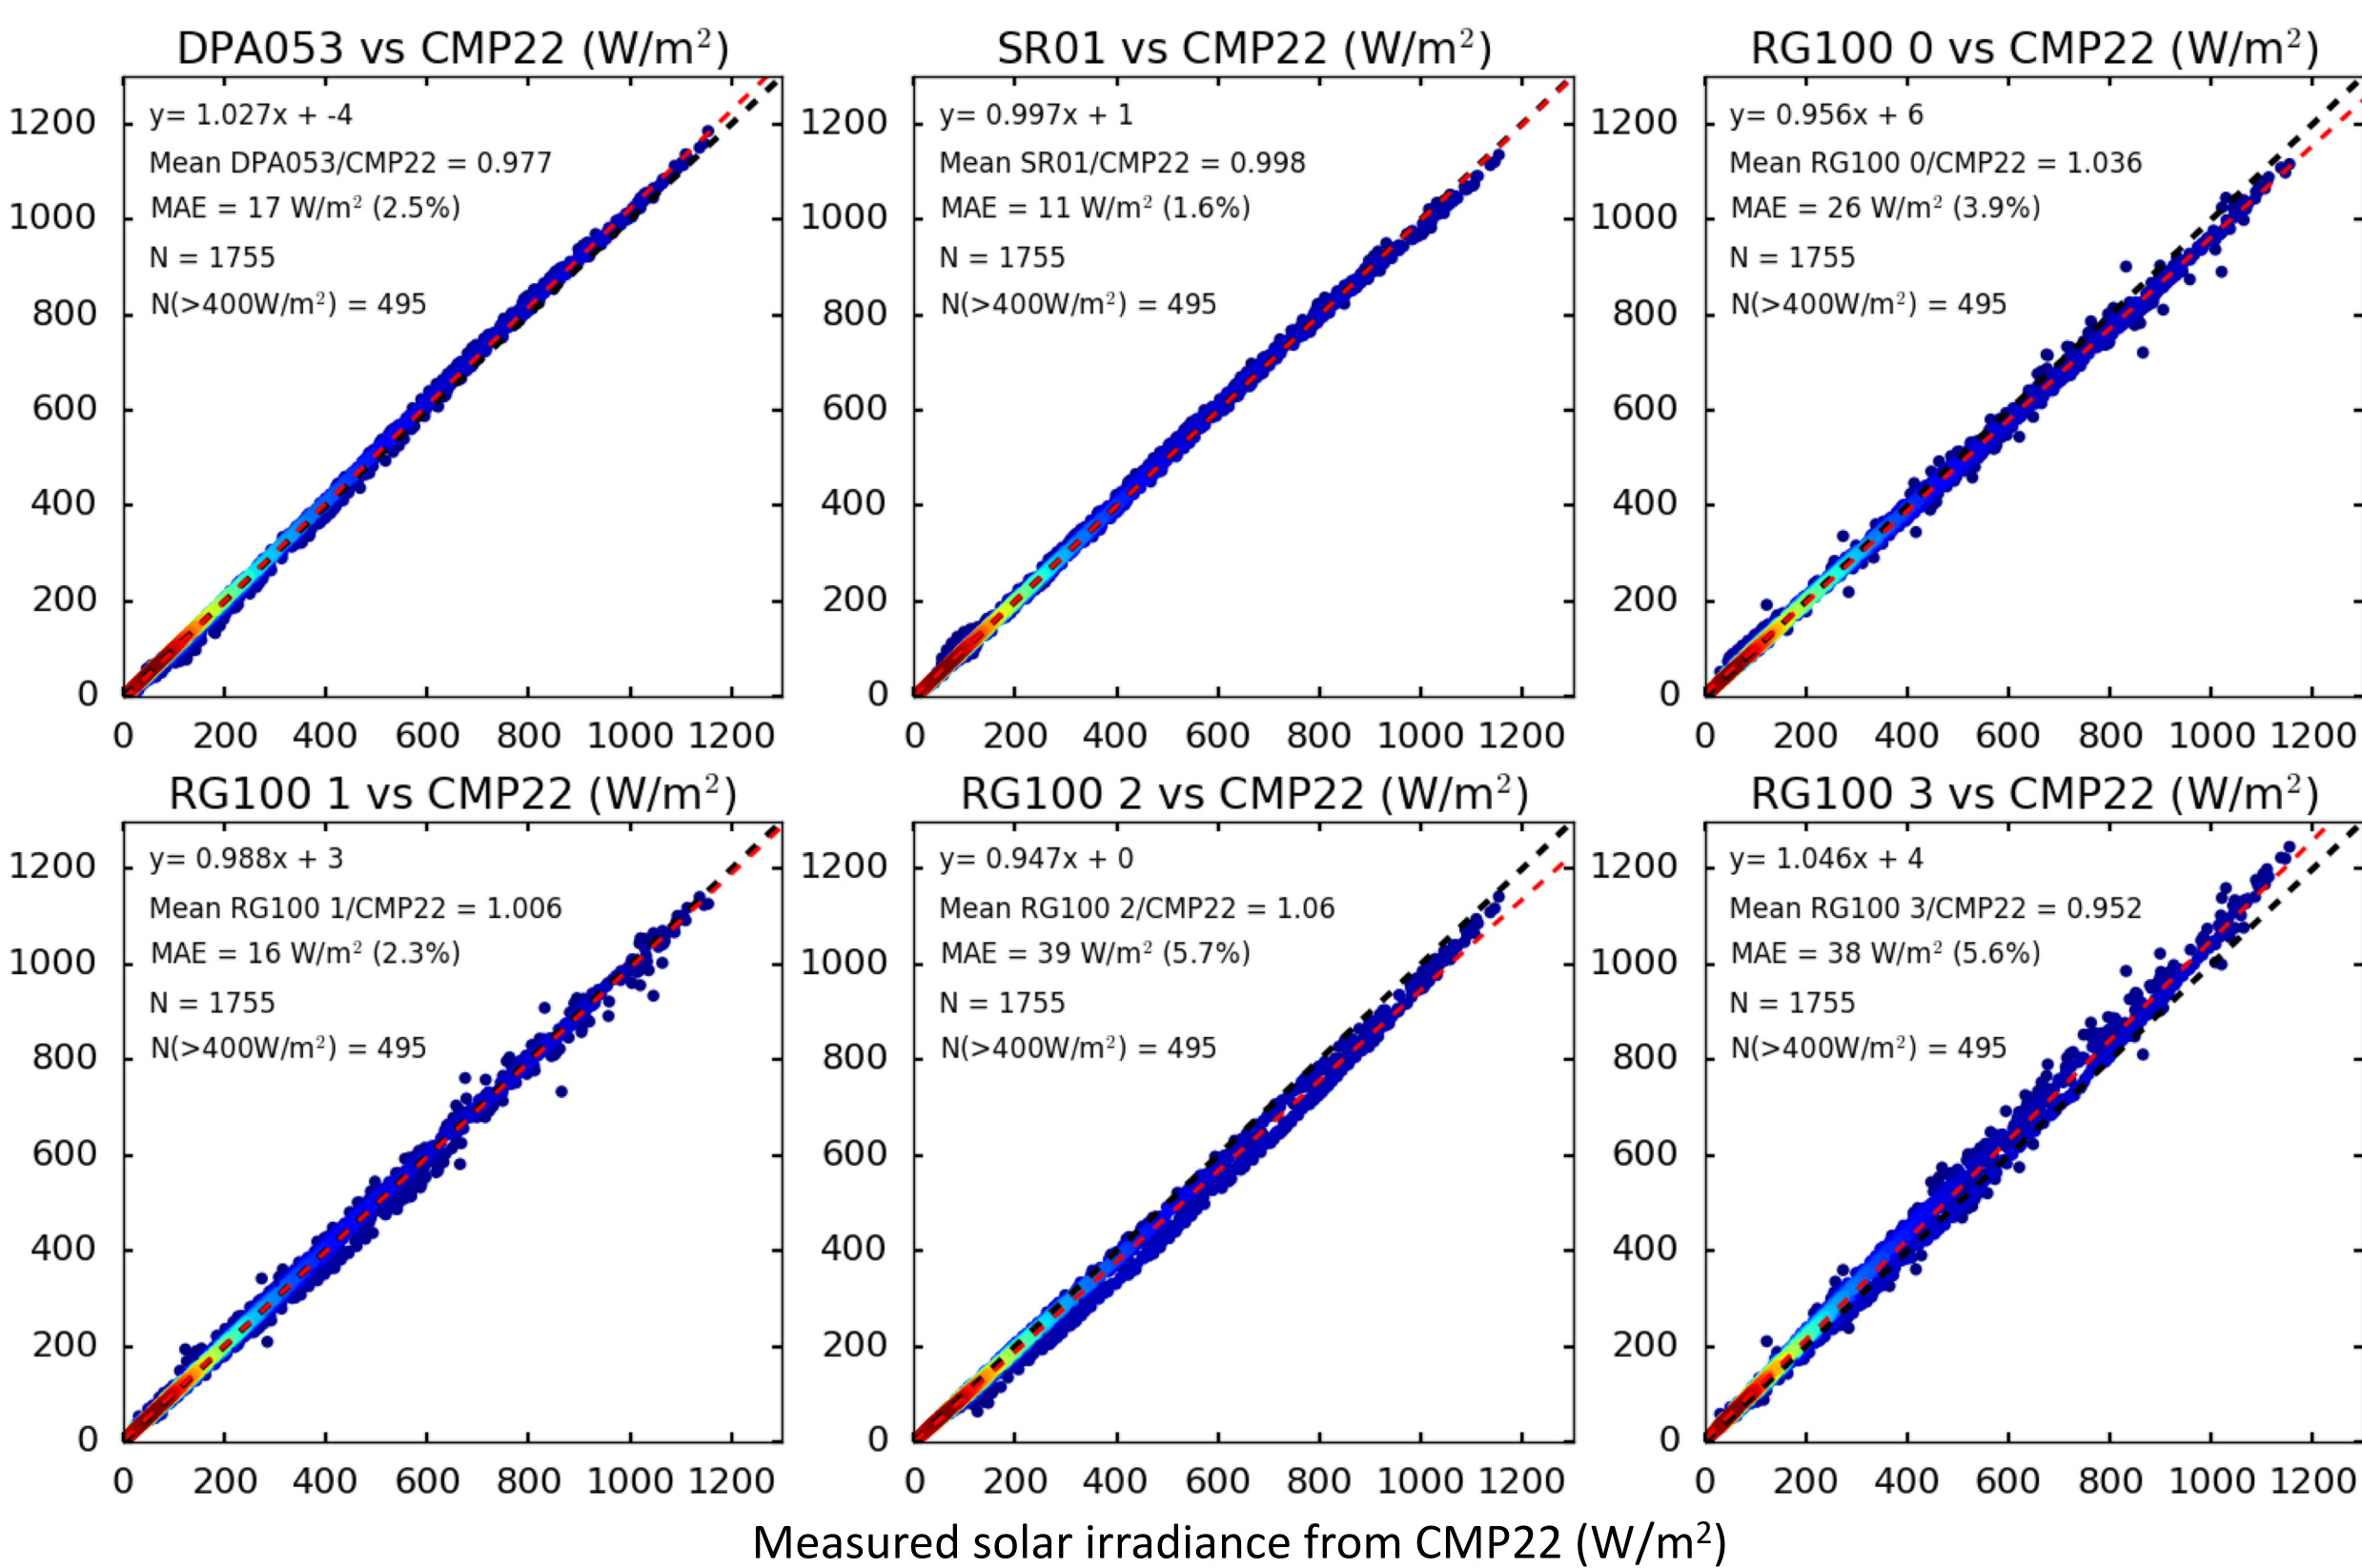 DPA053 vs CMP22 (W/m²)
y= 1.027x + -4
Mean DPA053/CMP22 = 0.977
MAE = 17 W/m² (2.5%)
N = 1755
N(>400W/m²) = 495
1200
1000
800
600
400
200
0
0 200 400 600 800 1000 1200
SR01 vs CMP22 (W/m²)
y= 0.997x + 1
Mean SR01/CMP22 = 0.998
MAE = 11 W/m² (1.6%)
N = 1755
N(>400W/m²) = 495
1200
1000
800
600
400
200
0
0 200 400 600 800 1000 1200
RG100 0 vs CMP22 (W/m²)
y= 0.956x + 6
Mean RG100 0/CMP22 = 1.036
MAE = 26 W/m² (3.9%)
N = 1755
N(>400W/m²) = 495
1200
1000
800
600
400
200
0
0 200 400 600 800 1000 1200
RG100 1 vs CMP22 (W/m²)
y= 0.988x + 3
Mean RG100 1/CMP22 = 1.006
MAE = 16 W/m² (2.3%)
N = 1755
N(>400W/m²) = 495
1200
1000
800
600
400
200
0
0 200 400 600 800 1000 1200
RG100 2 vs CMP22 (W/m²)
y= 0.947x + 0
Mean RG100 2/CMP22 = 1.06
MAE = 39 W/m² (5.7%)
N = 1755
N(>400W/m²) = 495
1200
1000
800
600
400
200
0
0 200 400 600 800 1000 1200
RG100 3 vs CMP22 (W/m²)
y= 1.046x + 4
Mean RG100 3/CMP22 = 0.952
MAE = 38 W/m² (5.6%)
N = 1755
N(>400W/m²) = 495
1200
1000
800
600
400
200
0
0 200 400 600 800 1000 1200
Measured solar irradiance from CMP22 (W/m²)